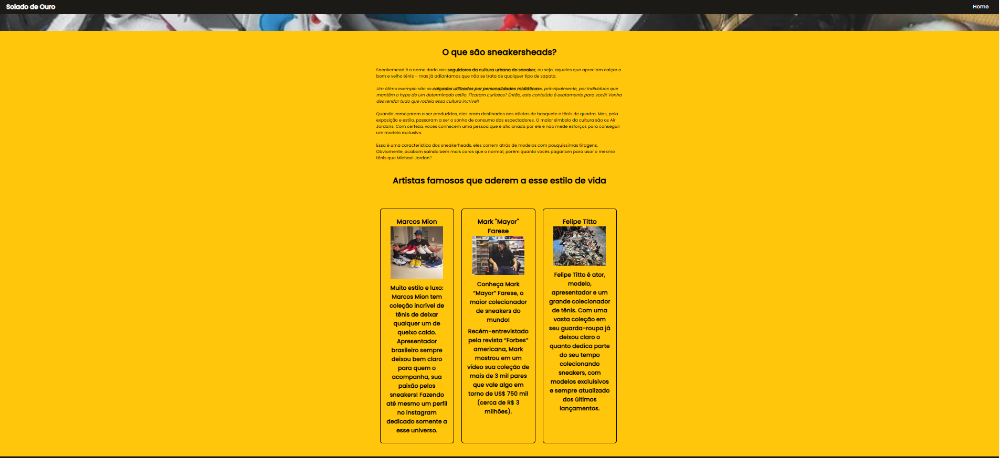 Solado de Ouro
Home
O que são sneakersheads?
Sneakerhead é o nome dado aos seguidores da cultura urbana do sneaker, ou seja, aqueles que apreciam calçar o
bom e velho tênis – mas já adiantamos que não se trata de qualquer tipo de sapato.
Um ótimo exemplo são os calçados utilizados por personalidades midiáticase, principalmente, por indivíduos que
mantêm o hype de um determinado estilo. Ficaram curiosos? Então, este conteúdo é exatamente para você! Venha
desvendar tudo que rodeia essa cultura incrível!
Quando começaram a ser produzidos, eles eram destinados aos atletas de basquete e tênis de quadra. Mas, pela
exposição e estilo, passaram a ser o sonho de consumo dos espectadores. O maior símbolo da cultura são os Air
Jordans. Com certeza, vocês conhecem uma pessoa que é aficionada por ele e não mede esforços para conseguir
um modelo exclusivo.
Essa é uma característica dos sneakerheads, eles correm atrás de modelos com pouquíssimas tiragens.
Obviamente, acabam saindo bem mais caros que o normal, porém quanto vocês pagariam para usar o mesmo
tênis que Michael Jordan?
Artistas famosos que aderem a esse estilo de vida
Marcos Mion
Muito estilo e luxo:
Marcos Mion tem
coleção incrível de
tênis de deixar
qualquer um de
queixo caído.
Apresentador
brasileiro sempre
deixou bem claro
para quem o
acompanha, sua
paixão pelos
sneakers! Fazendo
até mesmo um perfil
no instagram
dedicado somente a
esse universo.
Mark "Mayor"
Farese
Conheça Mark
“Mayor” Farese, o
maior colecionador
de sneakers do
mundo!
Recém-entrevistado
pela revista “Forbes”
americana, Mark
mostrou em um
vídeo sua coleção de
mais de 3 mil pares
que vale algo em
torno de US$ 750 mil
(cerca de R$ 3
milhões).
Felipe Titto
Felipe Titto é ator,
modelo,
apresentador e um
grande colecionador
de tênis. Com uma
vasta coleção em
seu guarda-roupa já
deixou claro o
quanto dedica parte
do seu tempo
colecionando
sneakers, com
modelos excluisivos
e sempre atualizado
dos últimos
lançamentos.